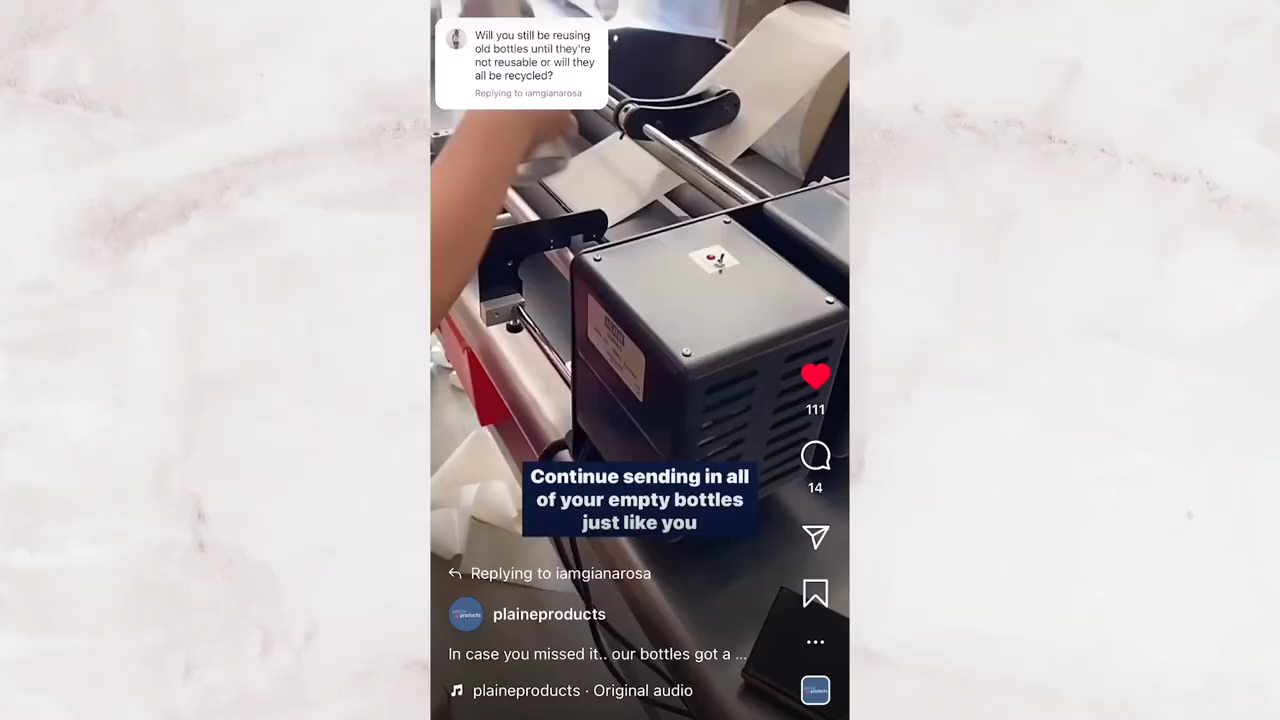 Will you still be reusing
old bottles until they're
not reusable or will they
all be recycled?
Replying to iamgianarosa
111
Continue sending in all
of your empty bottles
just like you
14
Replying to iamgianarosa
plaineproducts
In case you missed it.. our bottles got a ...
plaineproducts · Original audio